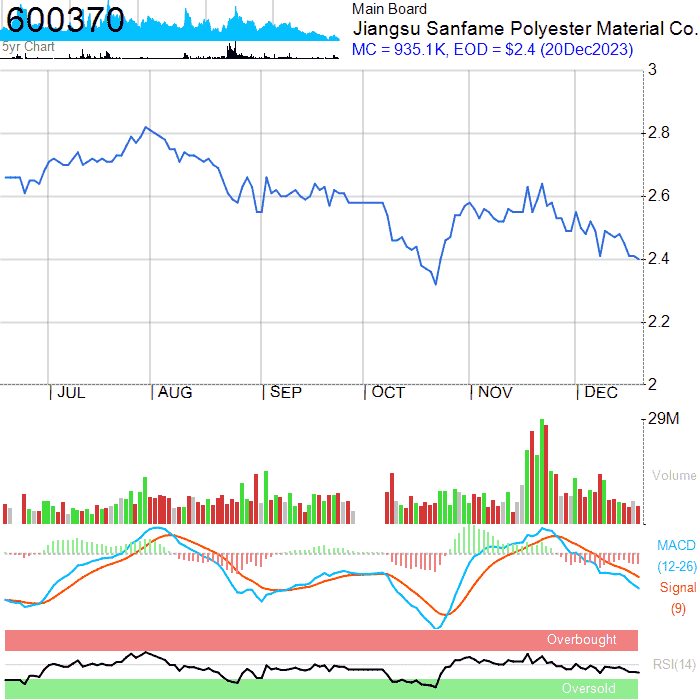 600370
5yr Chart
Main Board
Jiangsu Sanfame Polyester Material Co.
MC = 935.1K, EOD = $2.4 (20Dec2023)
3
2.8
2.6
2.4
2.2
2
JUL AUG SEP OCT NOV DEC
29M
Volume
MACD
(12-26)
Signal
(9)
Overbought
RSI(14)
Oversold